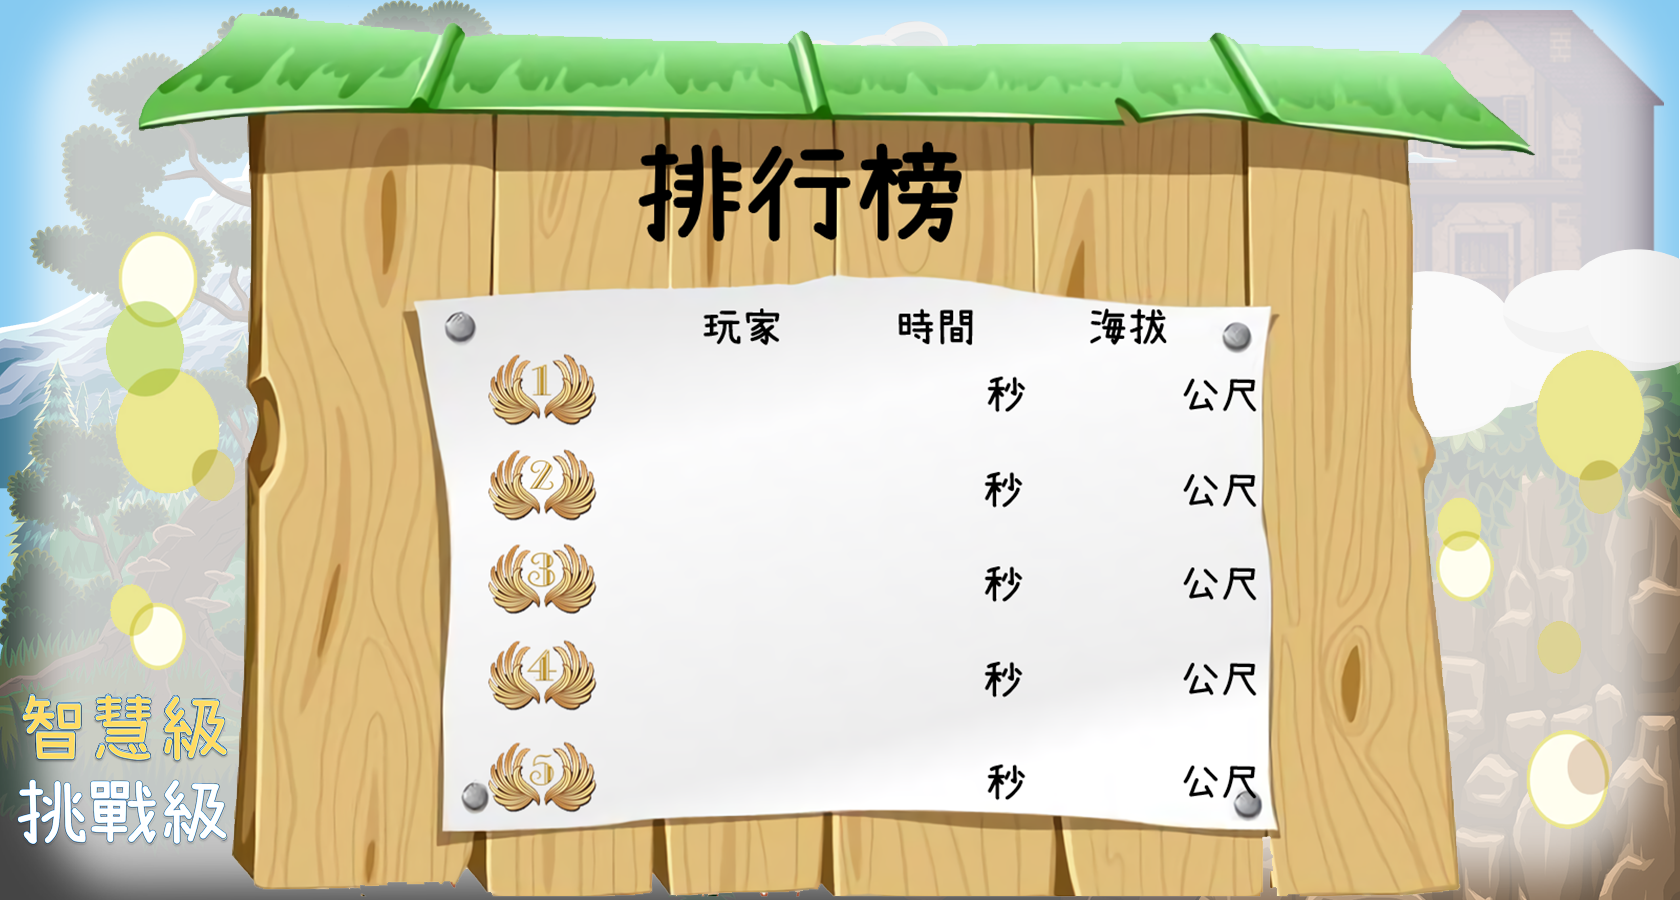 排行榜
玩家 時間 海拔
1 秒 公尺
2 秒 公尺
3 秒 公尺
4 秒 公尺
5 秒 公尺
智慧級
挑戰級